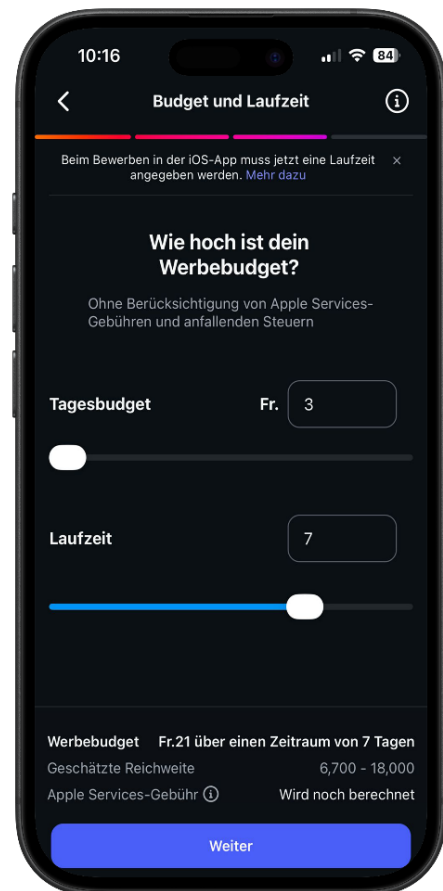 10:16
84
Budget und Laufzeit
Beim Bewerben in der iOS-App muss jetzt eine Laufzeit
angegeben werden. Mehr dazu
Wie hoch ist dein
Werbebudget?
Ohne Berücksichtigung von Apple Services-
Gebühren und anfallenden Steuern
Tagesbudget Fr. 3
Laufzeit 7
Werbebudget Fr.21 über einen Zeitraum von 7 Tagen
Geschätzte Reichweite 6,700 - 18,000
Apple Services-Gebühr Wird noch berechnet
Weiter